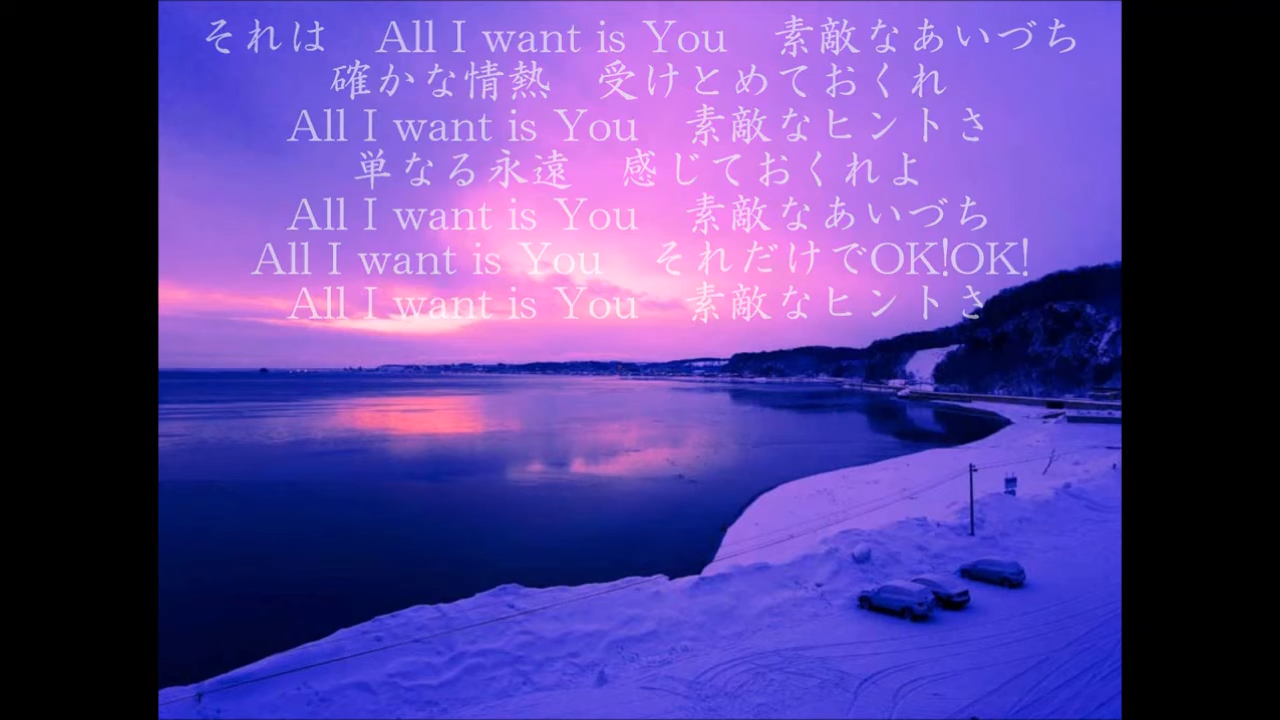 それは　All I want is You　素敵なあいづち
確かな情熱　受けとめておくれ
All I want is You　素敵なヒントさ
単なる永遠　感じておくれよ
All I want is You　素敵なあいづち
All I want is You　それだけでOK!OK!
All I want is You　素敵なヒントさ